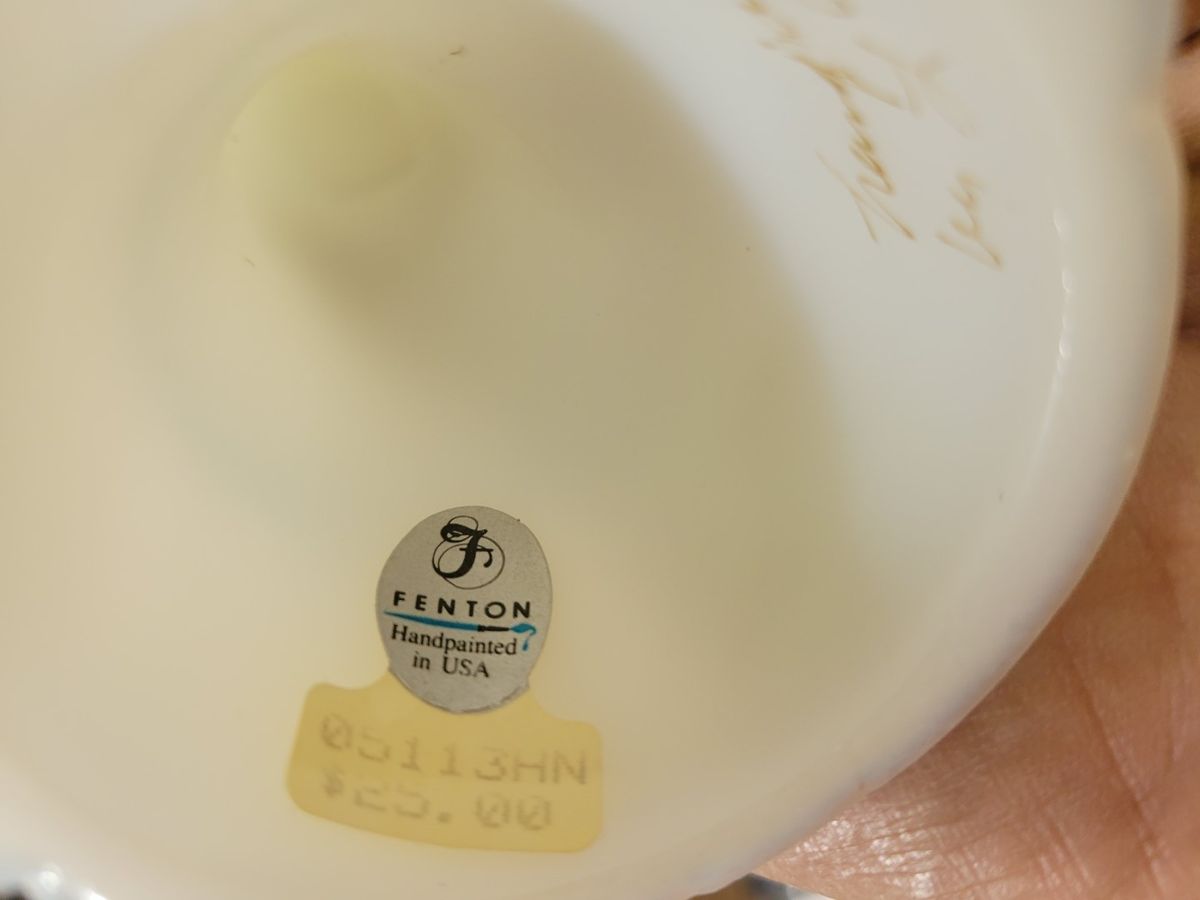 F
FENTON
Handpainted
in USA
05113HN
$25.00